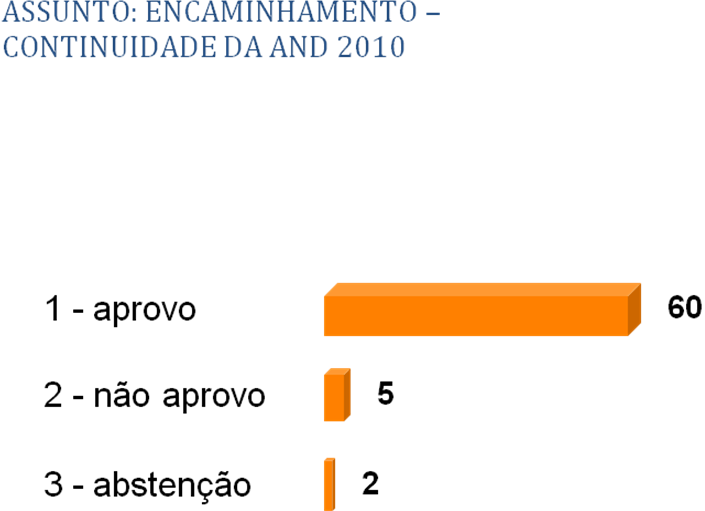 ASSUNTO: ENCAMINHAMENTO –
CONTINUIDADE DA AND 2010
1 - aprovo 60
2 - não aprovo 5
3 - abstenção 2